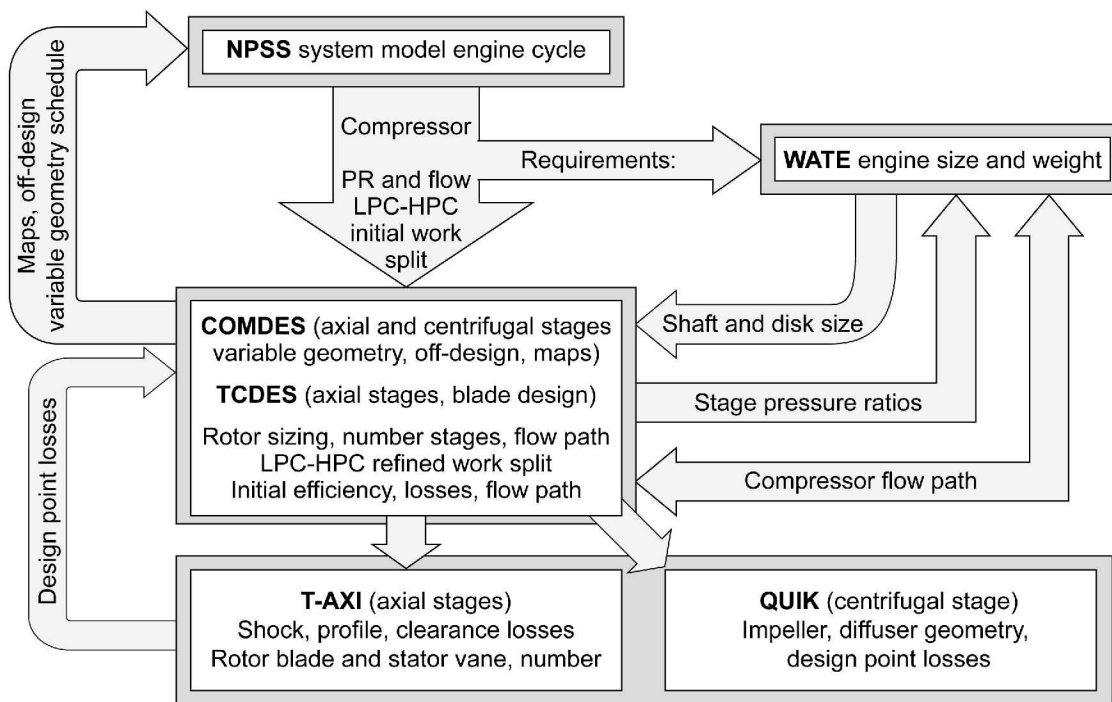 NPSS system model engine cycle
Maps, off-design
variable geometry schedule
Compressor
Requirements:
PR and flow
LPC-HPC
initial work
split
WATE engine size and weight
COMDES (axial and centrifugal stages
variable geometry, off-design, maps)
TCDES (axial stages, blade design)
Rotor sizing, number stages, flow path
LPC-HPC refined work split
Initial efficiency, losses, flow path
Shaft and disk size
Stage pressure ratios
Compressor flow path
Design point losses
T-AXI (axial stages)
Shock, profile, clearance losses
Rotor blade and stator vane, number
QUIK (centrifugal stage)
Impeller, diffuser geometry,
design point losses